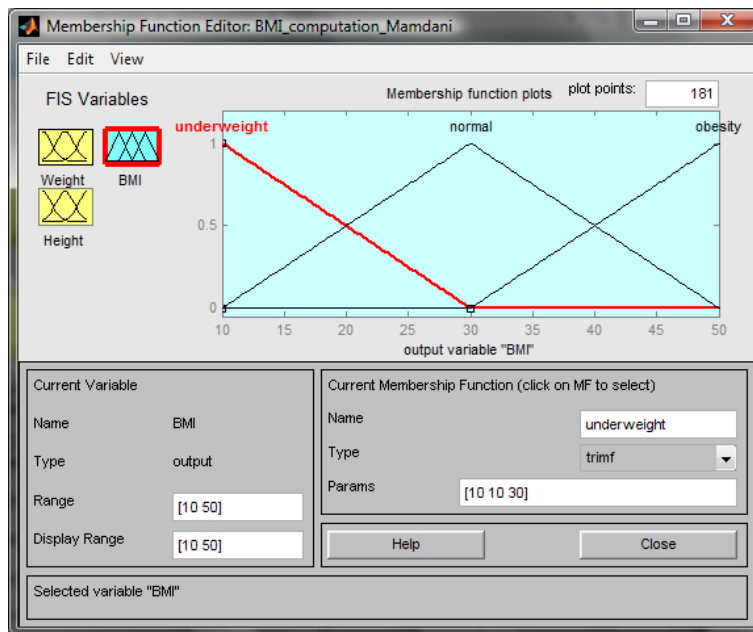 Membership Function Editor: BMI_computation_Mamdani
File Edit View
FIS Variables
Membership function plots plot points: 181
underweight normal obesity
Weight BMI
Height
1
0.5
0
10 15 20 25 30 35 40 45 50
output variable "BMI"
Current Variable
Name BMI
Type output
Range [10 50]
Display Range [10 50]
Current Membership Function (click on MF to select)
Name underweight
Type trimf
Params [10 10 30]
Help Close
Selected variable "BMI"